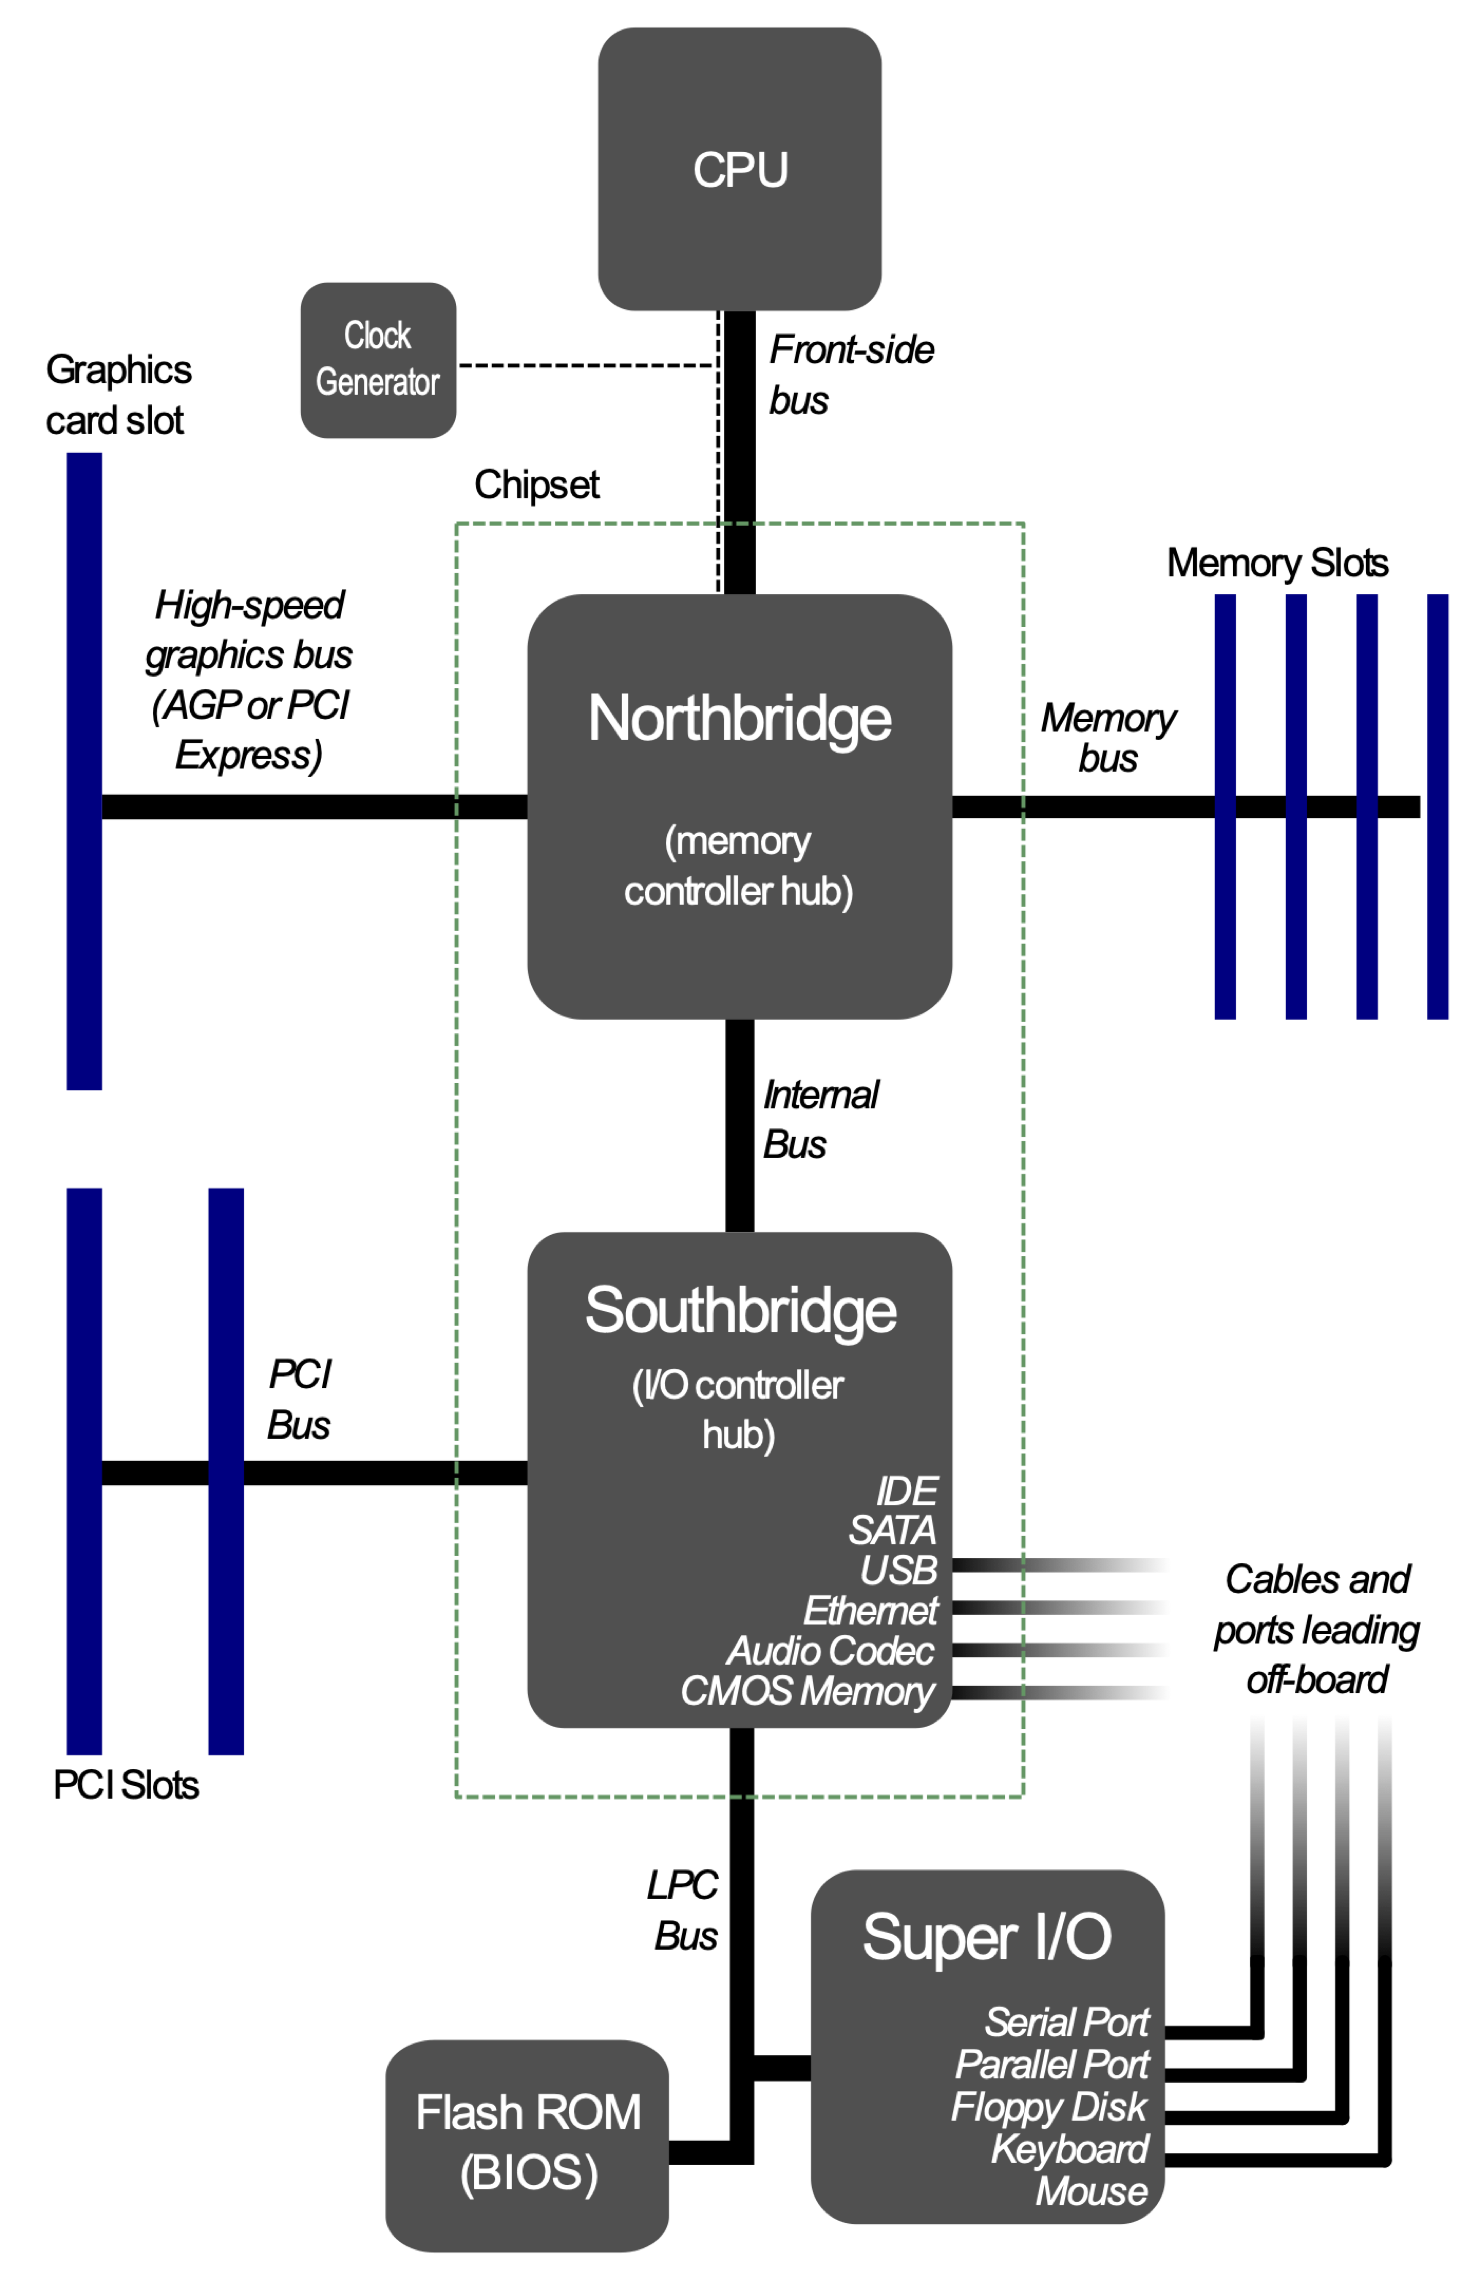 CPU
Clock
Generator
Front-side
bus
Graphics
card slot
Chipset
High-speed
graphics bus
(AGP or PCI
Express)
Memory Slots
Northbridge
(memory
controller hub)
Memory
bus
Internal
Bus
Southbridge
(I/O controller
hub)
IDE
SATA
USB
Ethernet
Audio Codec
CMOS Memory
PCI
Bus
PCI Slots
Cables and
ports leading
off-board
LPC
Bus
Super I/O
Serial Port
Parallel Port
Floppy Disk
Keyboard
Mouse
Flash ROM
(BIOS)